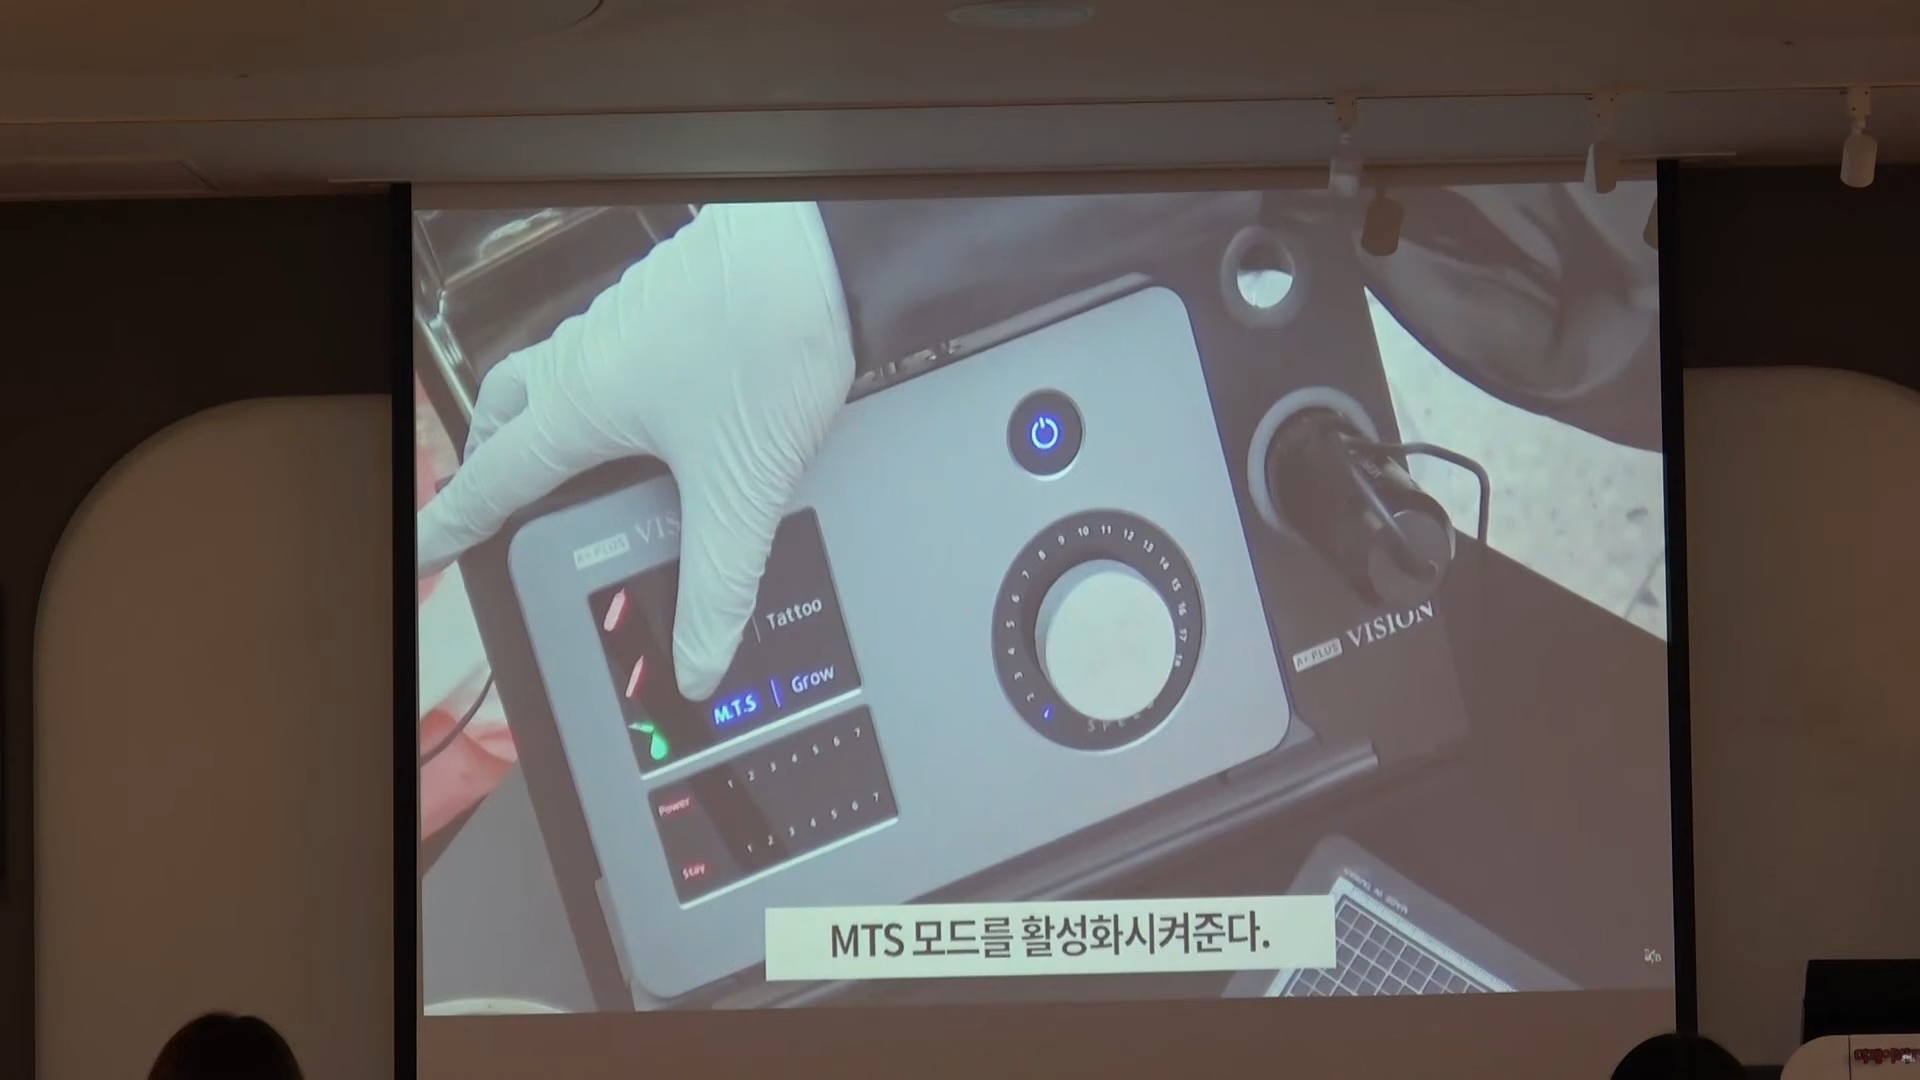 A+ PLUS VIS
Tattoo
M.T.S | Grow
Power
1 2 3 4 5 6 7
Stay
1 2 3 4 5 6 7
1 2 3 4 5 6 7 8 9 10 11 12 13 14 15 16 17 18
SPEED
A+ PLUS VISION
MTS 모드를 활성화시켜준다.